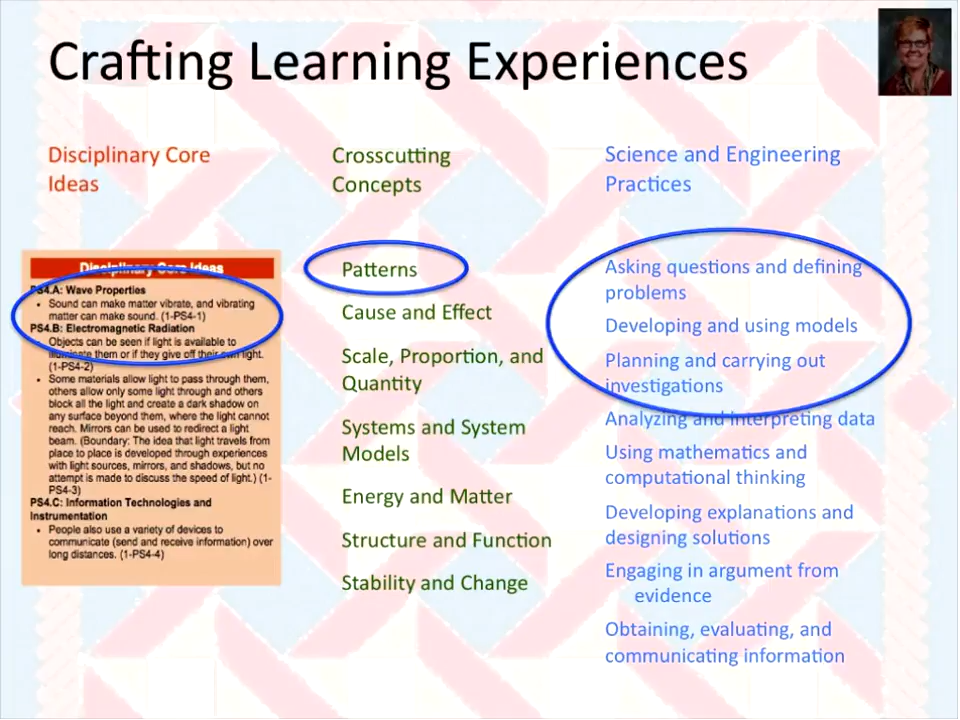 Crafting Learning Experiences
Disciplinary Core
Ideas
Disciplinary Core Ideas
PS4.A: Wave Properties
• Sound can make matter vibrate, and vibrating
matter can make sound. (1-PS4-1)
PS4.B: Electromagnetic Radiation
• Objects can be seen if light is available to
illuminate them or if they give off their own light.
(1-PS4-2)
• Some materials allow light to pass through them,
others allow only some light through and others
block all the light and create a dark shadow on
any surface beyond them, where the light cannot
reach. Mirrors can be used to redirect a light
beam. (Boundary: The idea that light travels from
place to place is developed through experiences
with light sources, mirrors, and shadows, but no
attempt is made to discuss the speed of light.) (1-
PS4-3)
PS4.C: Information Technologies and
Instrumentation
• People also use a variety of devices to
communicate (send and receive information) over
long distances. (1-PS4-4)
Crosscutting
Concepts
Patterns
Cause and Effect
Scale, Proportion, and
Quantity
Systems and System
Models
Energy and Matter
Structure and Function
Stability and Change
Science and Engineering
Practices
Asking questions and defining
problems
Developing and using models
Planning and carrying out
investigations
Analyzing and interpreting data
Using mathematics and
computational thinking
Developing explanations and
designing solutions
Engaging in argument from
evidence
Obtaining, evaluating, and
communicating information